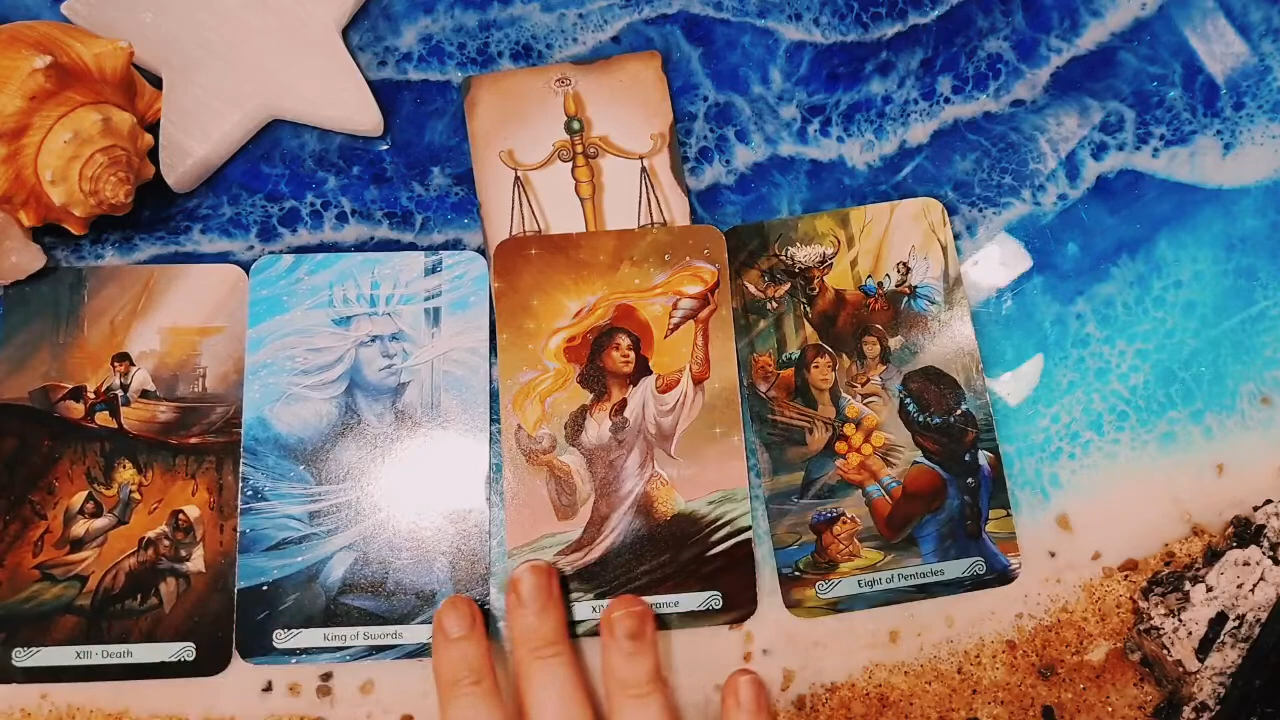 XIII • Death
King of Swords
Eight of Pentacles